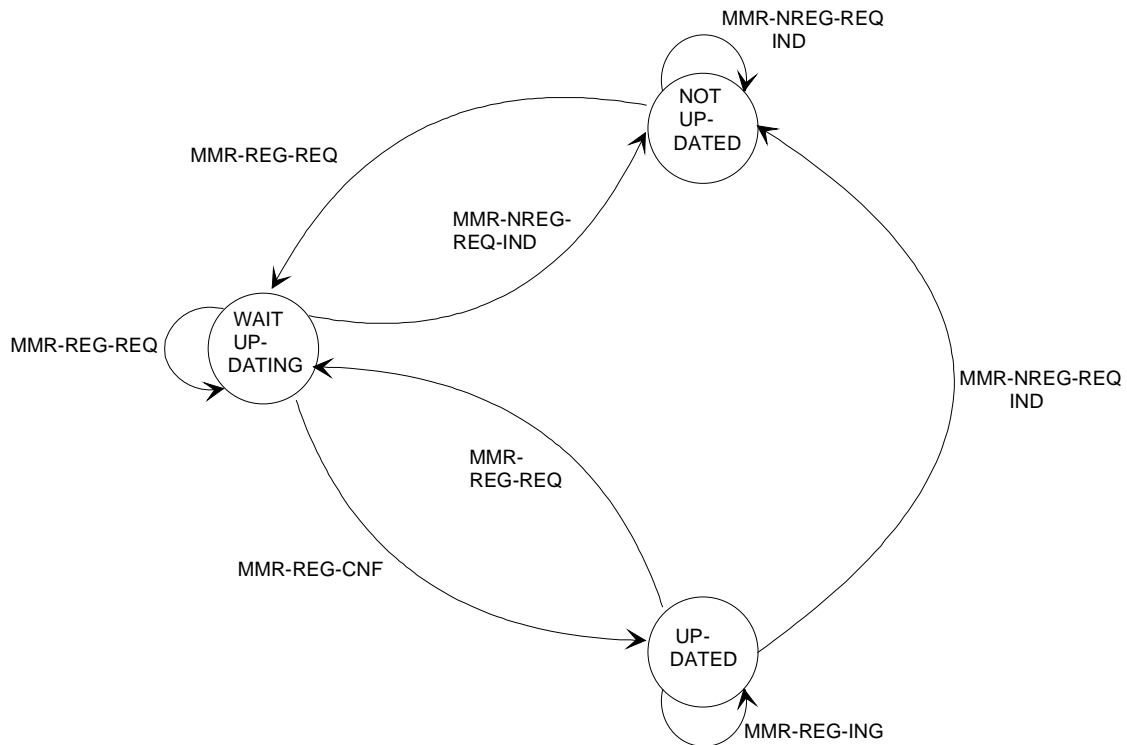 MMR-NREG-REQ
IND
NOT
UP-
DATED
MMR-REG-REQ
MMR-NREG-
REQ-IND
WAIT
UP-
DATING
MMR-REG-REQ
MMR-NREG-REQ
IND
MMR-
REG-REQ
MMR-REG-CNF
UP-
DATED
MMR-REG-ING